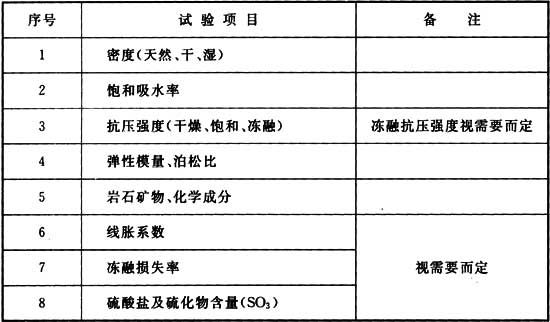 序号 试验项目 备注
1 密度(天然、干、湿)
2 饱和吸水率
3 抗压强度(干燥、饱和、冻融) 冻融抗压强度视需要而定
4 弹性模量、泊松比
5 岩石矿物、化学成分
6 线胀系数
7 冻融损失率 视需要而定
8 硫酸盐及硫化物含量(SO₃)